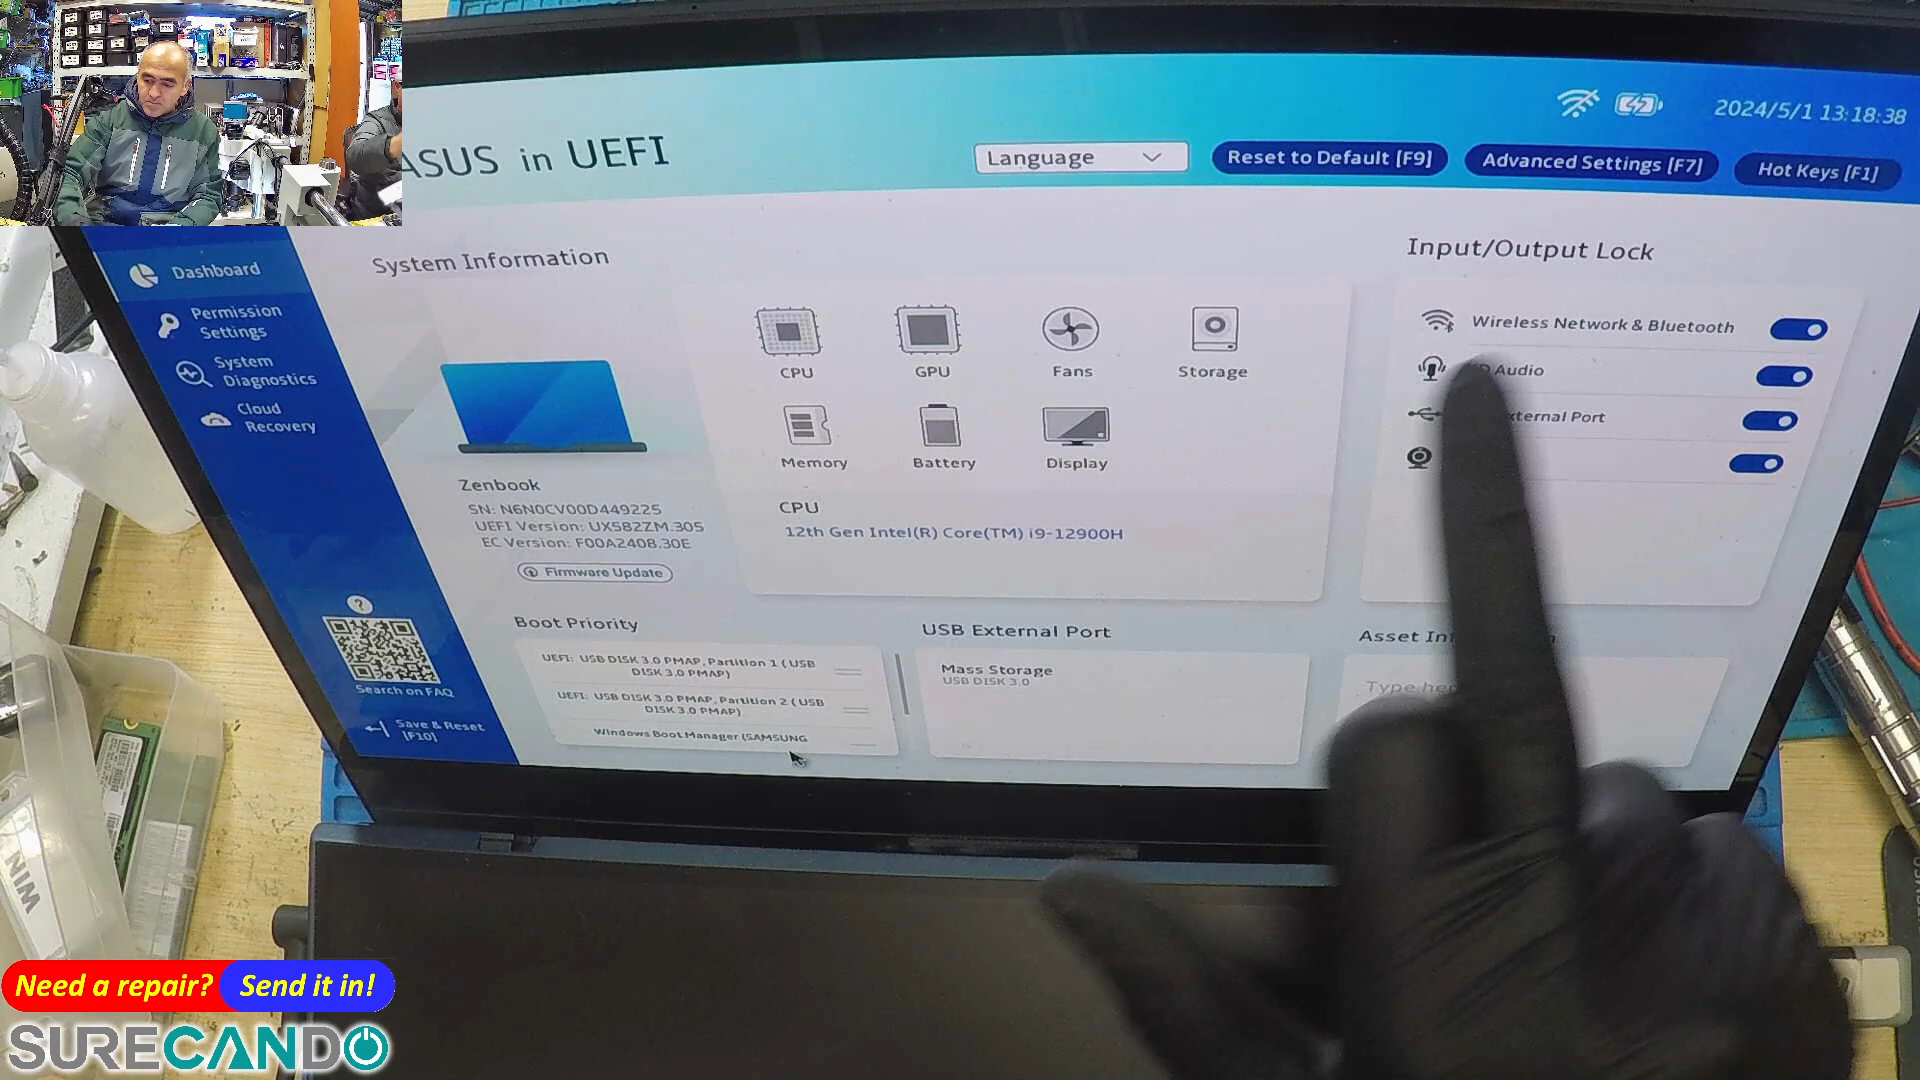 ASUS in UEFI
2024/5/1 13:18:38
Language
Reset to Default [F9]
Advanced Settings [F7]
Hot Keys [F1]
Dashboard
Permission
Settings
System
Diagnostics
Cloud
Recovery
?
Search on FAQ
Save & Reset
[F10]
System Information
Zenbook
SN: N6N0CV00D449225
UEFI Version: UX582ZM.305
EC Version: F00A2408.30E
Firmware Update
CPU
GPU
Fans
Storage
Memory
Battery
Display
CPU
12th Gen Intel(R) Core(TM) i9-12900H
Input/Output Lock
Wireless Network & Bluetooth
Audio
External Port
Boot Priority
UEFI: USB DISK 3.0 PMAP, Partition 1 ( USB
DISK 3.0 PMAP)
UEFI: USB DISK 3.0 PMAP, Partition 2 ( USB
DISK 3.0 PMAP)
Windows Boot Manager (SAMSUNG
USB External Port
Mass Storage
USB DISK 3.0
Asset
Type
NIM
Need a repair? Send it in!
SURECANDO